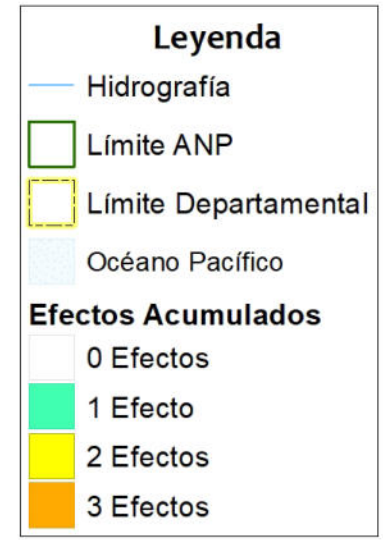 Leyenda
Hidrografía
Límite ANP
Límite Departamental
Océano Pacífico
Efectos Acumulados
0 Efectos
1 Efecto
2 Efectos
3 Efectos